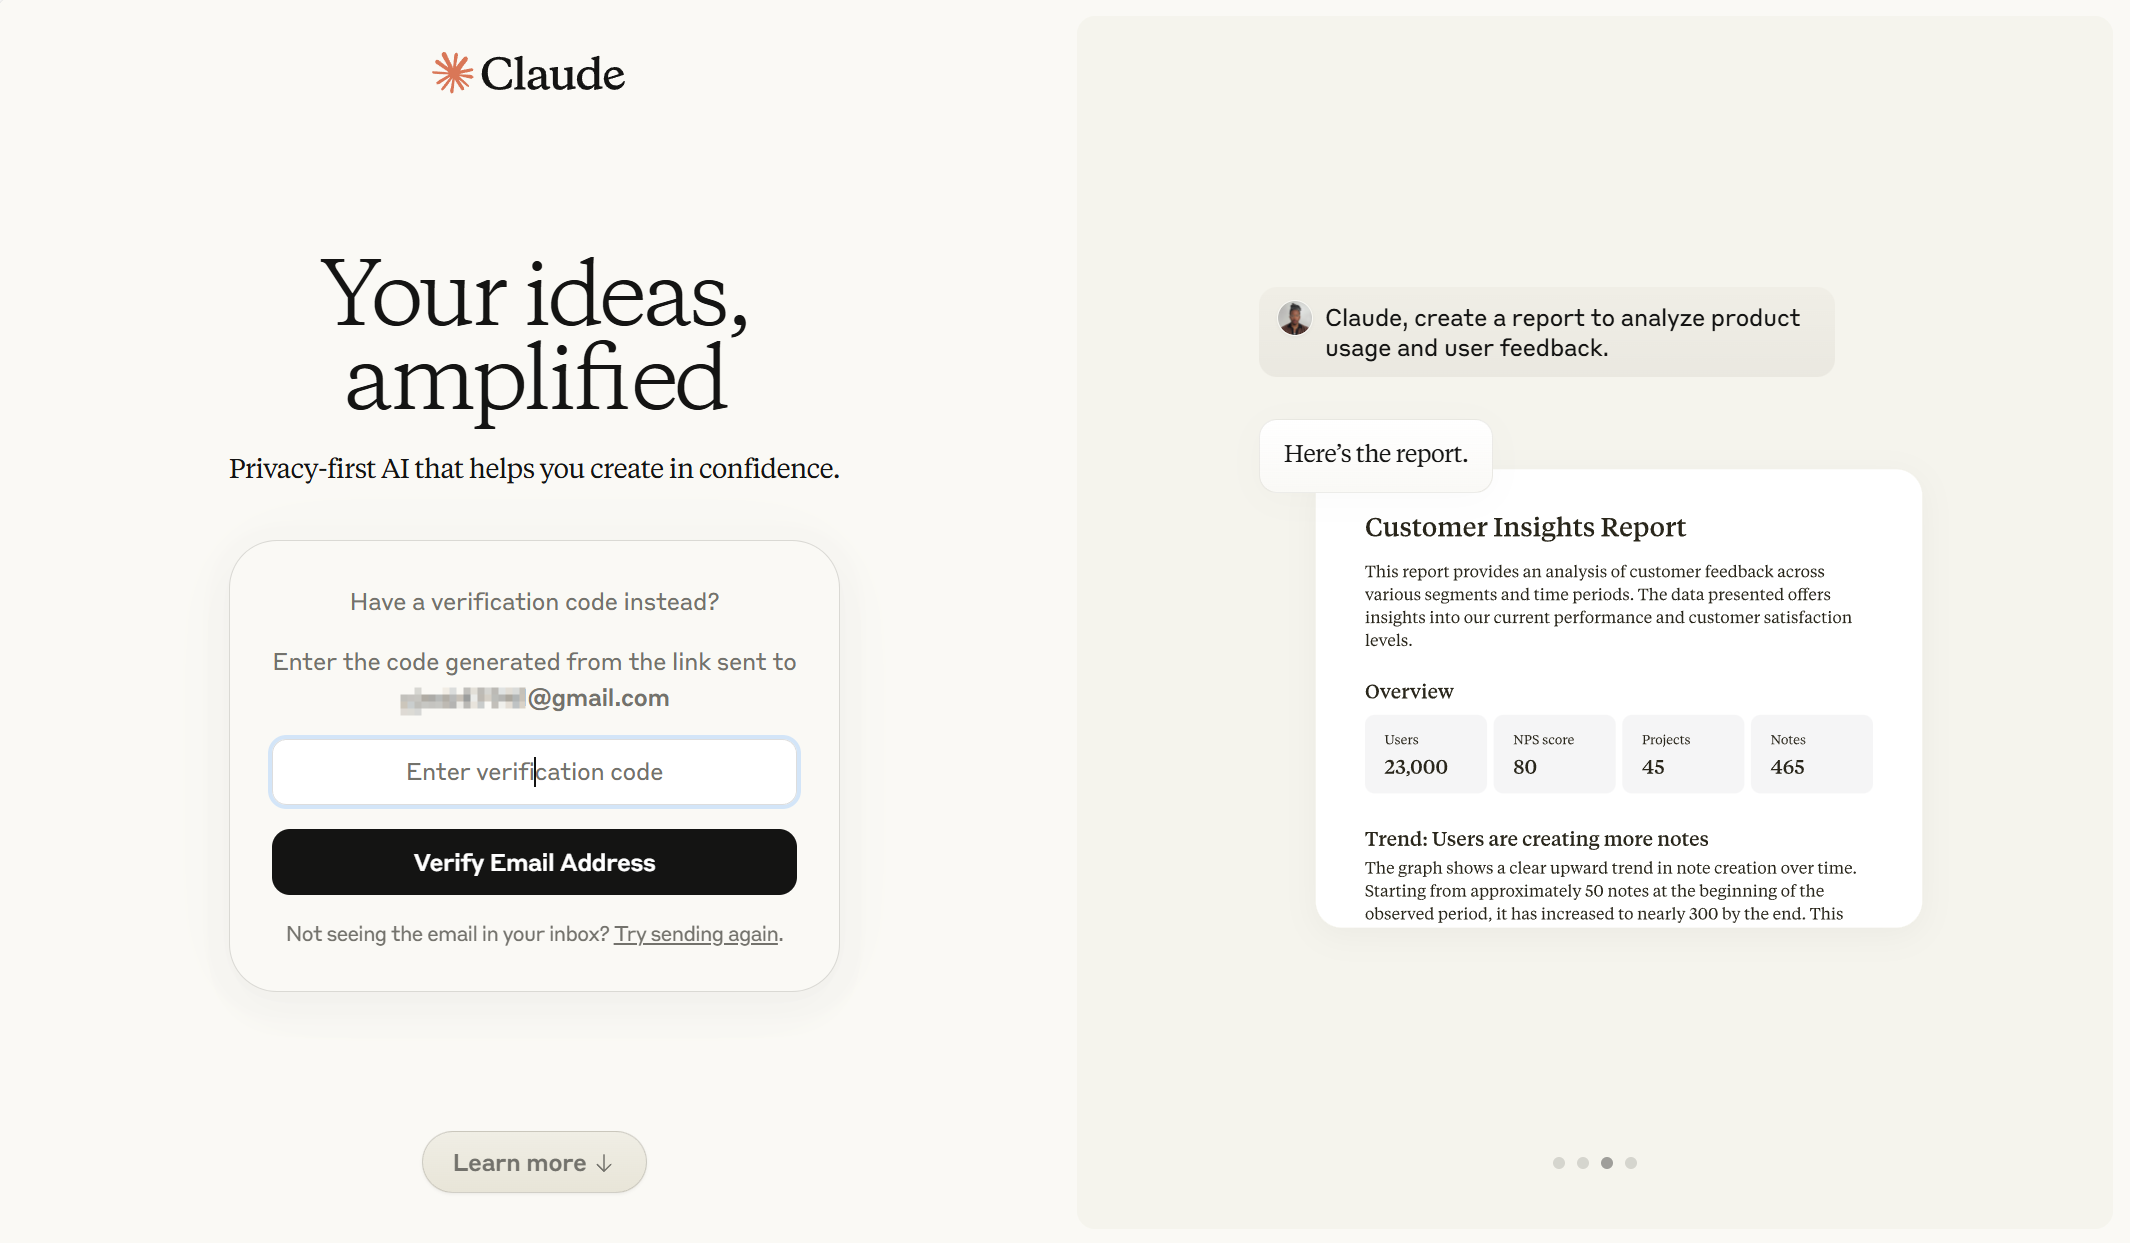 Claude
Your ideas,
amplified
Privacy-first AI that helps you create in confidence.
Have a verification code instead?
Enter the code generated from the link sent to
@gmail.com
Enter verification code
Verify Email Address
Not seeing the email in your inbox? Try sending again.
Learn more ↓
Claude, create a report to analyze product
usage and user feedback.
Here’s the report.
Customer Insights Report
This report provides an analysis of customer feedback across
various segments and time periods. The data presented offers
insights into our current performance and customer satisfaction
levels.
Overview
Users
23,000
NPS score
80
Projects
45
Notes
465
Trend: Users are creating more notes
The graph shows a clear upward trend in note creation over time.
Starting from approximately 50 notes at the beginning of the
observed period, it has increased to nearly 300 by the end. This